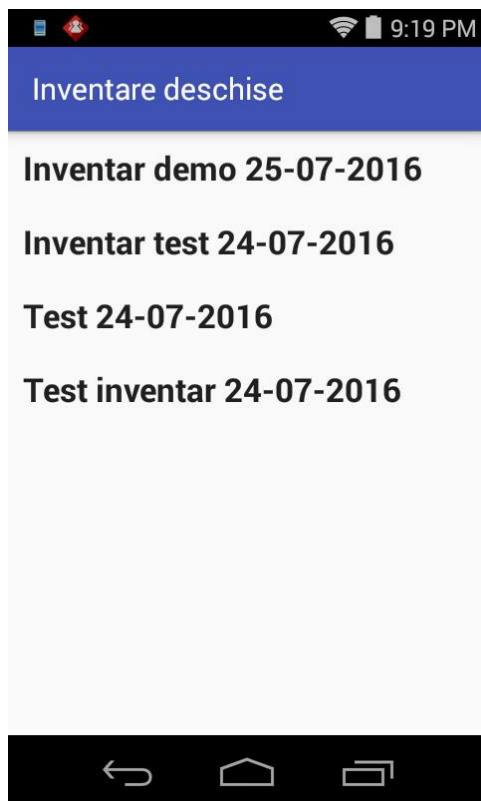 9:19 PM
Inventare deschise
Inventar demo 25-07-2016
Inventar test 24-07-2016
Test 24-07-2016
Test inventar 24-07-2016